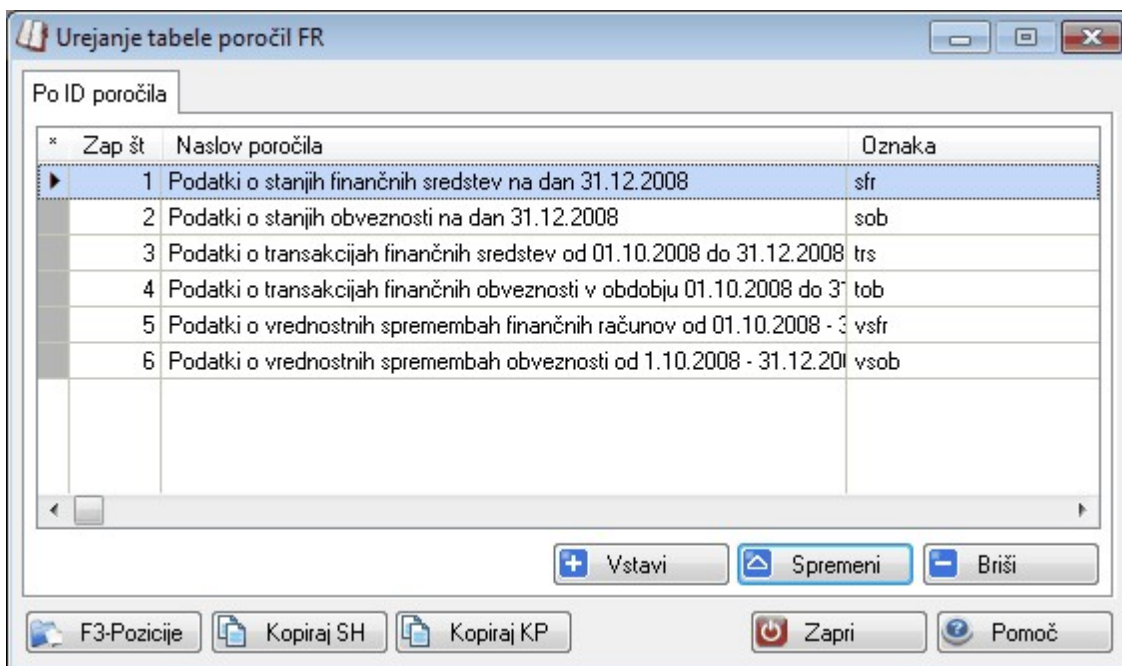 Urejanje tabele poročil FR
Po ID poročila
* Zap št Naslov poročila Oznaka
1 Podatki o stanjih finančnih sredstev na dan 31.12.2008 sfr
2 Podatki o stanjih obveznosti na dan 31.12.2008 sob
3 Podatki o transakcijah finančnih sredstev od 01.10.2008 do 31.12.2008 trs
4 Podatki o transakcijah finančnih obveznosti v obdobju 01.10.2008 do tob
5 Podatki o vrednostnih spremembah finančnih računov od 01.10.2008 - vsfr
6 Podatki o vrednostnih spremembah obveznosti od 1.10.2008 - vsob
Vstavi Spremeni Briši
F3-Pozicije Kopiraj SH Kopiraj KP Zapri Pomoč